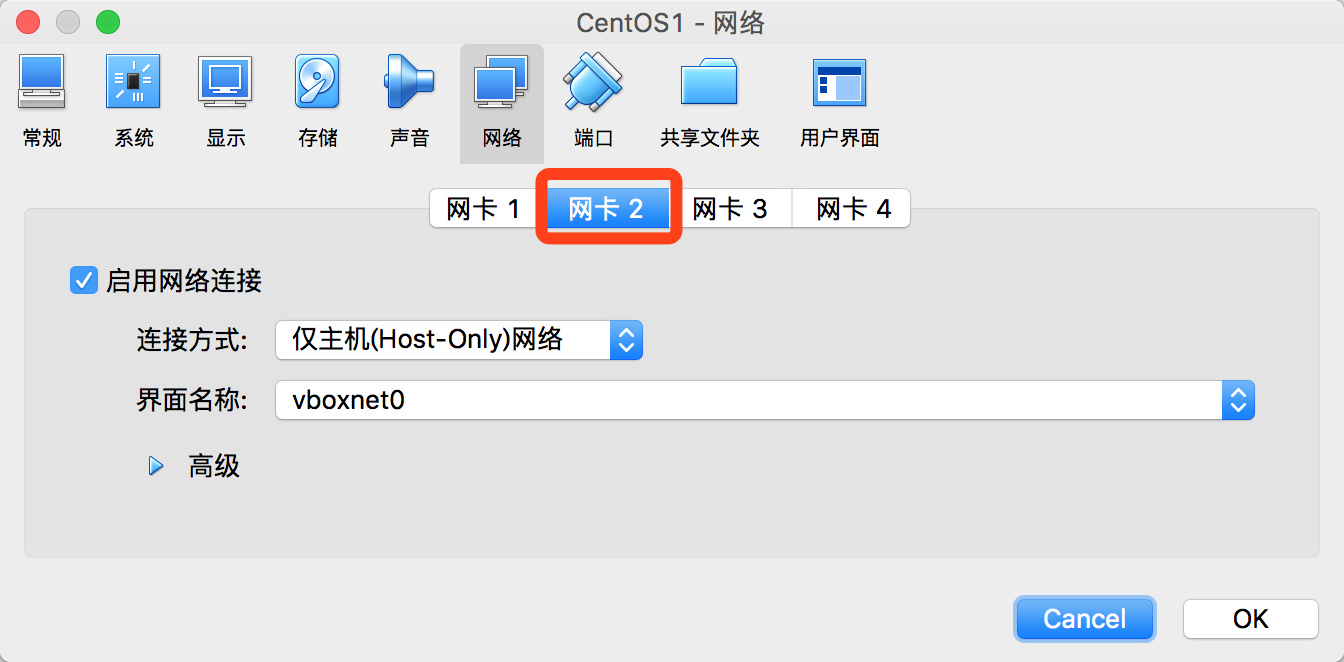 CentOS1 - 网络
常规 系统 显示 存储 声音 网络 端口 共享文件夹 用户界面
网卡 1 网卡 2 网卡 3 网卡 4
启用网络连接
连接方式: 仅主机(Host-Only)网络
界面名称: vboxnet0
高级
Cancel OK